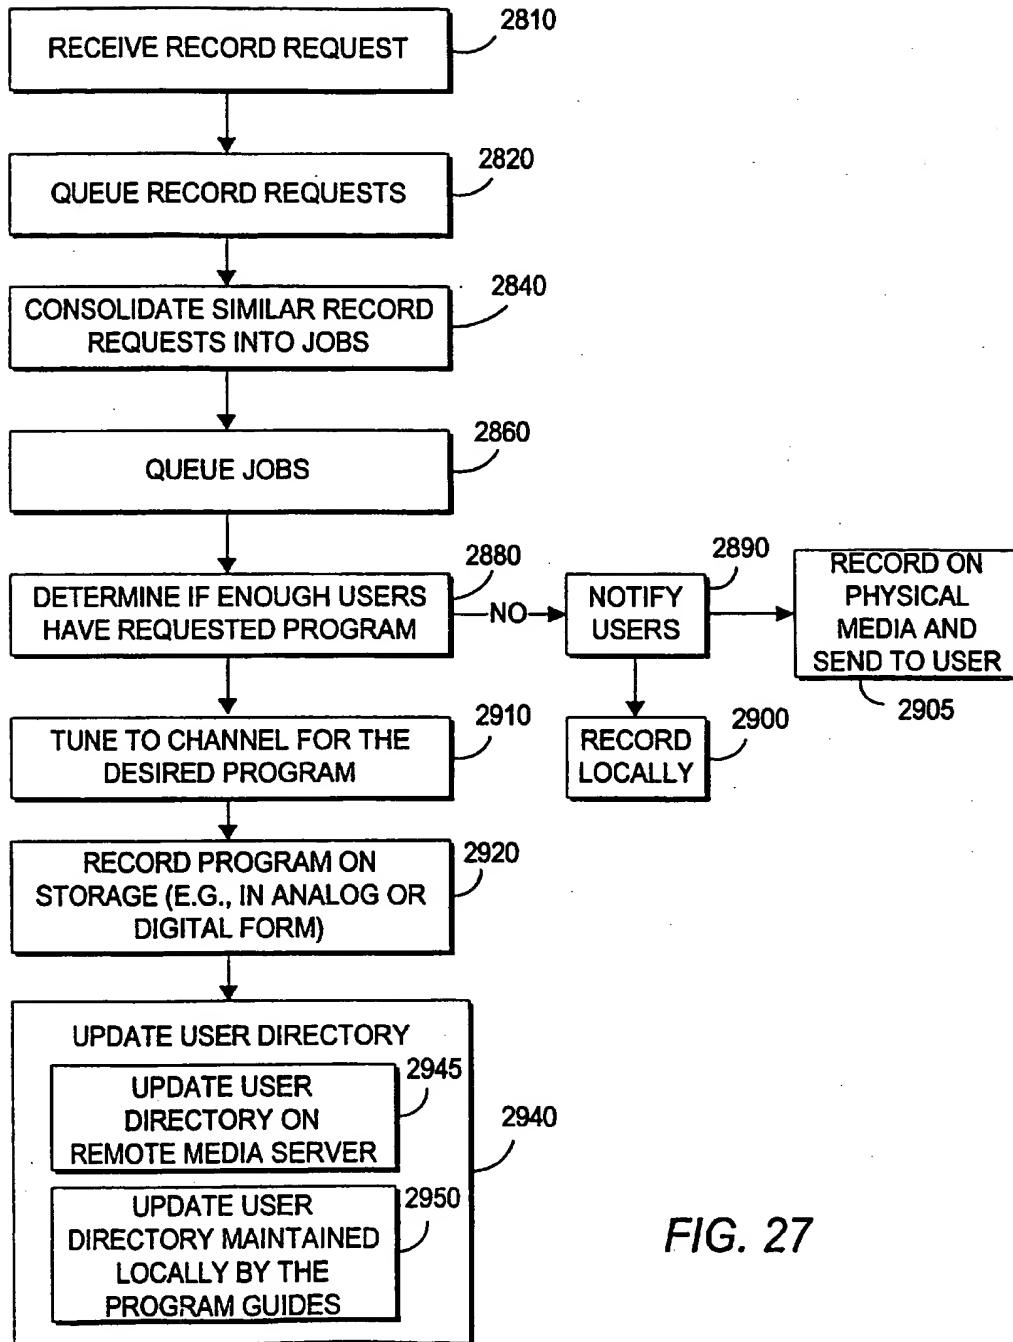 2810
RECEIVE RECORD REQUEST
2820
QUEUE RECORD REQUESTS
2840
CONSOLIDATE SIMILAR RECORD
REQUESTS INTO JOBS
2860
QUEUE JOBS
2880
DETERMINE IF ENOUGH USERS
HAVE REQUESTED PROGRAM
NO
2890
NOTIFY
USERS
RECORD ON
PHYSICAL
MEDIA AND
SEND TO USER
2905
2900
RECORD
LOCALLY
2910
TUNE TO CHANNEL FOR THE
DESIRED PROGRAM
2920
RECORD PROGRAM ON
STORAGE (E.G., IN ANALOG OR
DIGITAL FORM)
UPDATE USER DIRECTORY
2945
UPDATE USER
DIRECTORY ON
REMOTE MEDIA SERVER
2940
2950
UPDATE USER
DIRECTORY MAINTAINED
LOCALLY BY THE
PROGRAM GUIDES
FIG. 27